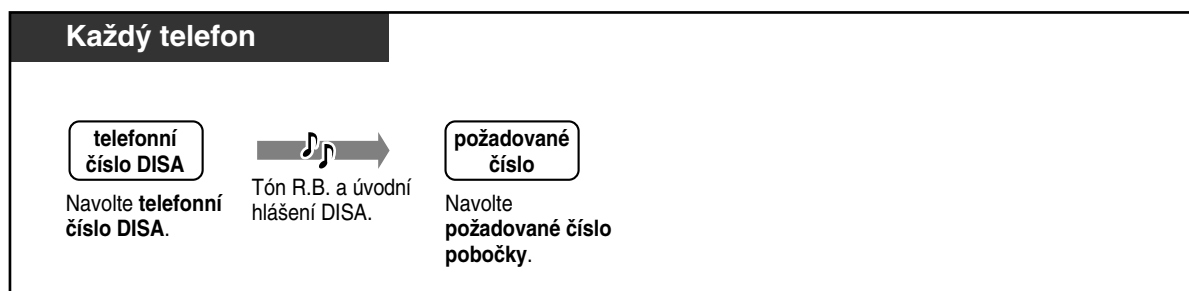 Každý telefon
telefonní
číslo DISA
Navolte telefonní
číslo DISA.
Tón R.B. a úvodní
hlášení DISA.
požadované
číslo
Navolte
požadované číslo
pobočky.